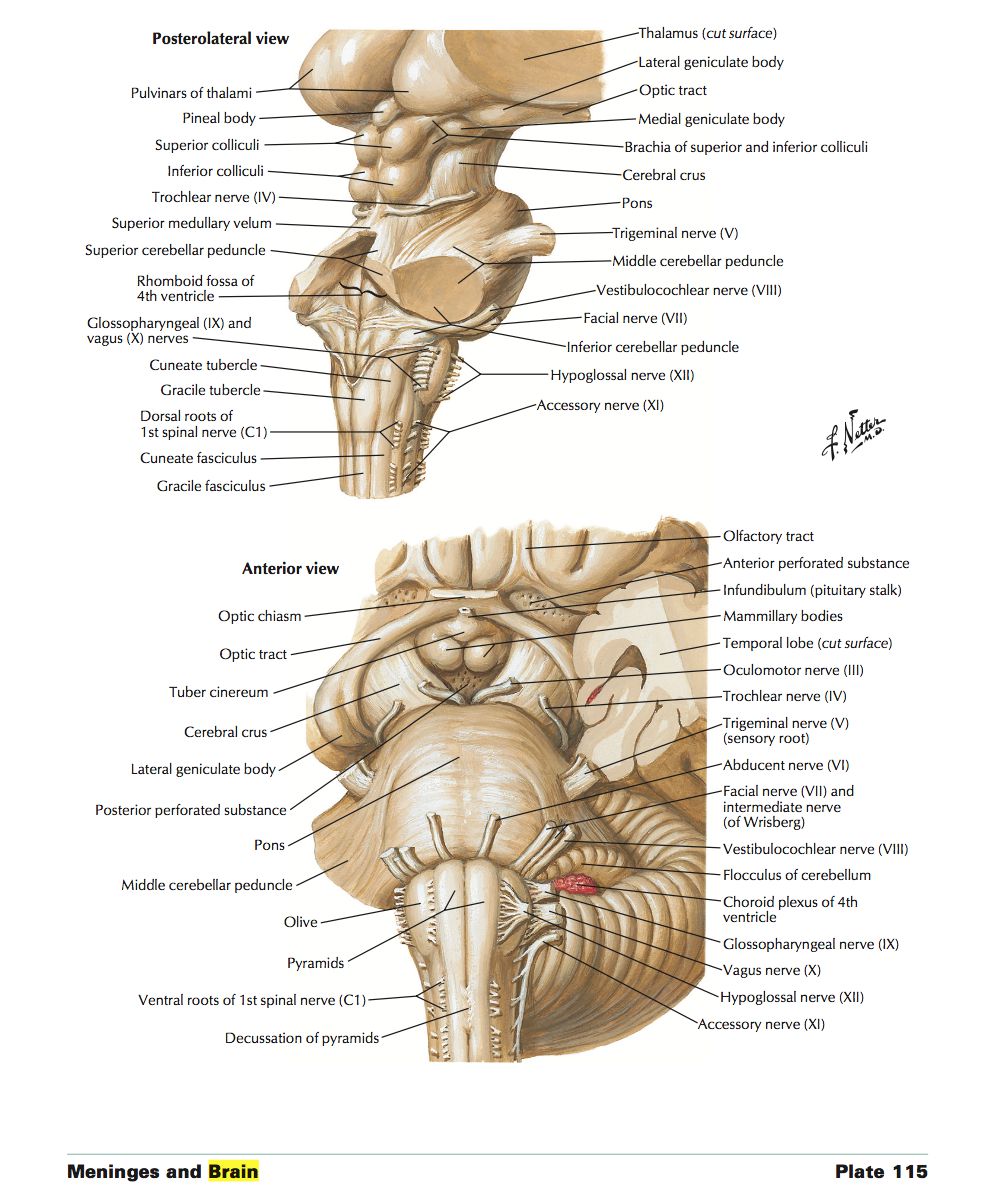 Posterolateral view
Pulvinars of thalami
Pineal body
Superior colliculi
Inferior colliculi
Trochlear nerve (IV)
Superior medullary velum
Superior cerebellar peduncle
Rhomboid fossa of
4th ventricle
Glossopharyngeal (IX) and
vagus (X) nerves
Cuneate tubercle
Gracile tubercle
Dorsal roots of
1st spinal nerve (C1)
Cuneate fasciculus
Gracile fasciculus
Thalamus (cut surface)
Lateral geniculate body
Optic tract
Medial geniculate body
Brachia of superior and inferior colliculi
Cerebral crus
Pons
Trigeminal nerve (V)
Middle cerebellar peduncle
Vestibulocochlear nerve (VIII)
Facial nerve (VII)
Inferior cerebellar peduncle
Hypoglossal nerve (XII)
Accessory nerve (XI)
F. Netter
M.D.
Anterior view
Optic chiasm
Optic tract
Tuber cinereum
Cerebral crus
Lateral geniculate body
Posterior perforated substance
Pons
Middle cerebellar peduncle
Olive
Pyramids
Ventral roots of 1st spinal nerve (C1)
Decussation of pyramids
Olfactory tract
Anterior perforated substance
Infundibulum (pituitary stalk)
Mammillary bodies
Temporal lobe (cut surface)
Oculomotor nerve (III)
Trochlear nerve (IV)
Trigeminal nerve (V)
(sensory root)
Abducent nerve (VI)
Facial nerve (VII) and
intermediate nerve
(of Wrisberg)
Vestibulocochlear nerve (VIII)
Flocculus of cerebellum
Choroid plexus of 4th
ventricle
Glossopharyngeal nerve (IX)
Vagus nerve (X)
Hypoglossal nerve (XII)
Accessory nerve (XI)
Meninges and Brain
Plate 115